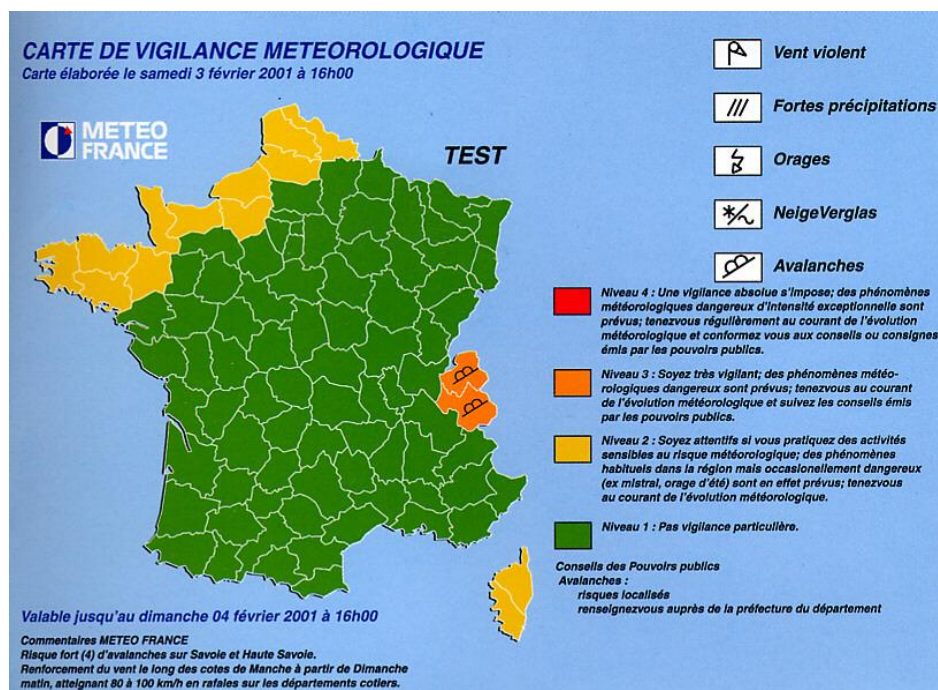 CARTE DE VIGILANCE METEOROLOGIQUE
Carte élaborée le samedi 3 février 2001 à 16h00
METEO
FRANCE
TEST
Vent violent
Fortes précipitations
Orages
NeigeVerglas
Avalanches
Niveau 4 : Une vigilance absolue s'impose; des phénomènes
météorologiques dangereux d'intensité exceptionnelle sont
prévus; tenezvous régulièrement au courant de l'évolution
météorologique et conformez vous aux conseils ou consignes
émis par les pouvoirs publics.
Niveau 3 : Soyez très vigilant; des phénomènes météo-
rologiques dangereux sont prévus; tenezvous au courant
de l'évolution météorologique et suivez les conseils émis
par les pouvoirs publics.
Niveau 2 : Soyez attentifs si vous pratiquez des activités
sensibles au risque météorologique; des phénomènes
habituels dans la région mais occasionellement dangereux
(ex mistral, orage d'été) sont en effet prévus; tenezvous
au courant de l'évolution météorologique.
Niveau 1 : Pas vigilance particulière.
Conseils des Pouvoirs publics
Avalanches :
risques localisés
renseignezvous auprès de la préfecture du département
Valable jusqu'au dimanche 04 février 2001 à 16h00
Commentaires METEO FRANCE
Risque fort (4) d'avalanches sur Savoie et Haute Savoie.
Renforcement du vent le long des cotes de Manche à partir de Dimanche
matin, atteignant 80 à 100 km/h en rafales sur les départements cotiers.